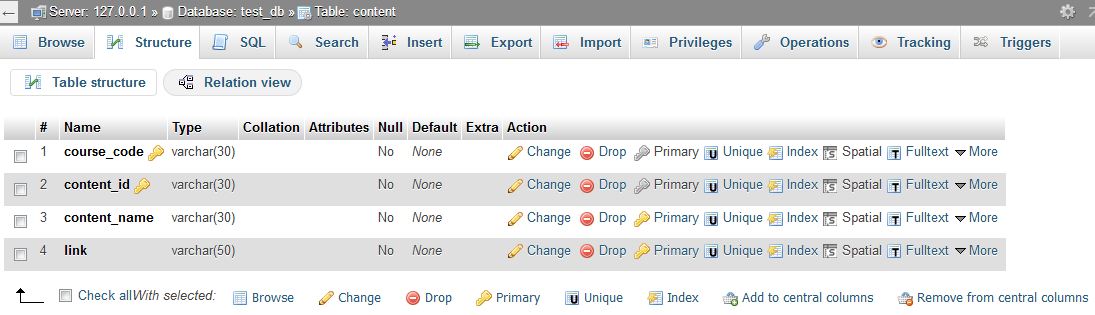 Server: 127.0.0.1 » Database: test_db » Table: content
Browse Structure SQL Search Insert Export Import Privileges Operations Tracking Triggers
Table structure Relation view
# Name Type Collation Attributes Null Default Extra Action
1 course_code varchar(30) No None Change Drop Primary Unique Index Spatial Fulltext More
2 content_id varchar(30) No None Change Drop Primary Unique Index Spatial Fulltext More
3 content_name varchar(30) No None Change Drop Primary Unique Index Spatial Fulltext More
4 link varchar(50) No None Change Drop Primary Unique Index Spatial Fulltext More
Check all With selected: Browse Change Drop Primary Unique Index Add to central columns Remove from central columns